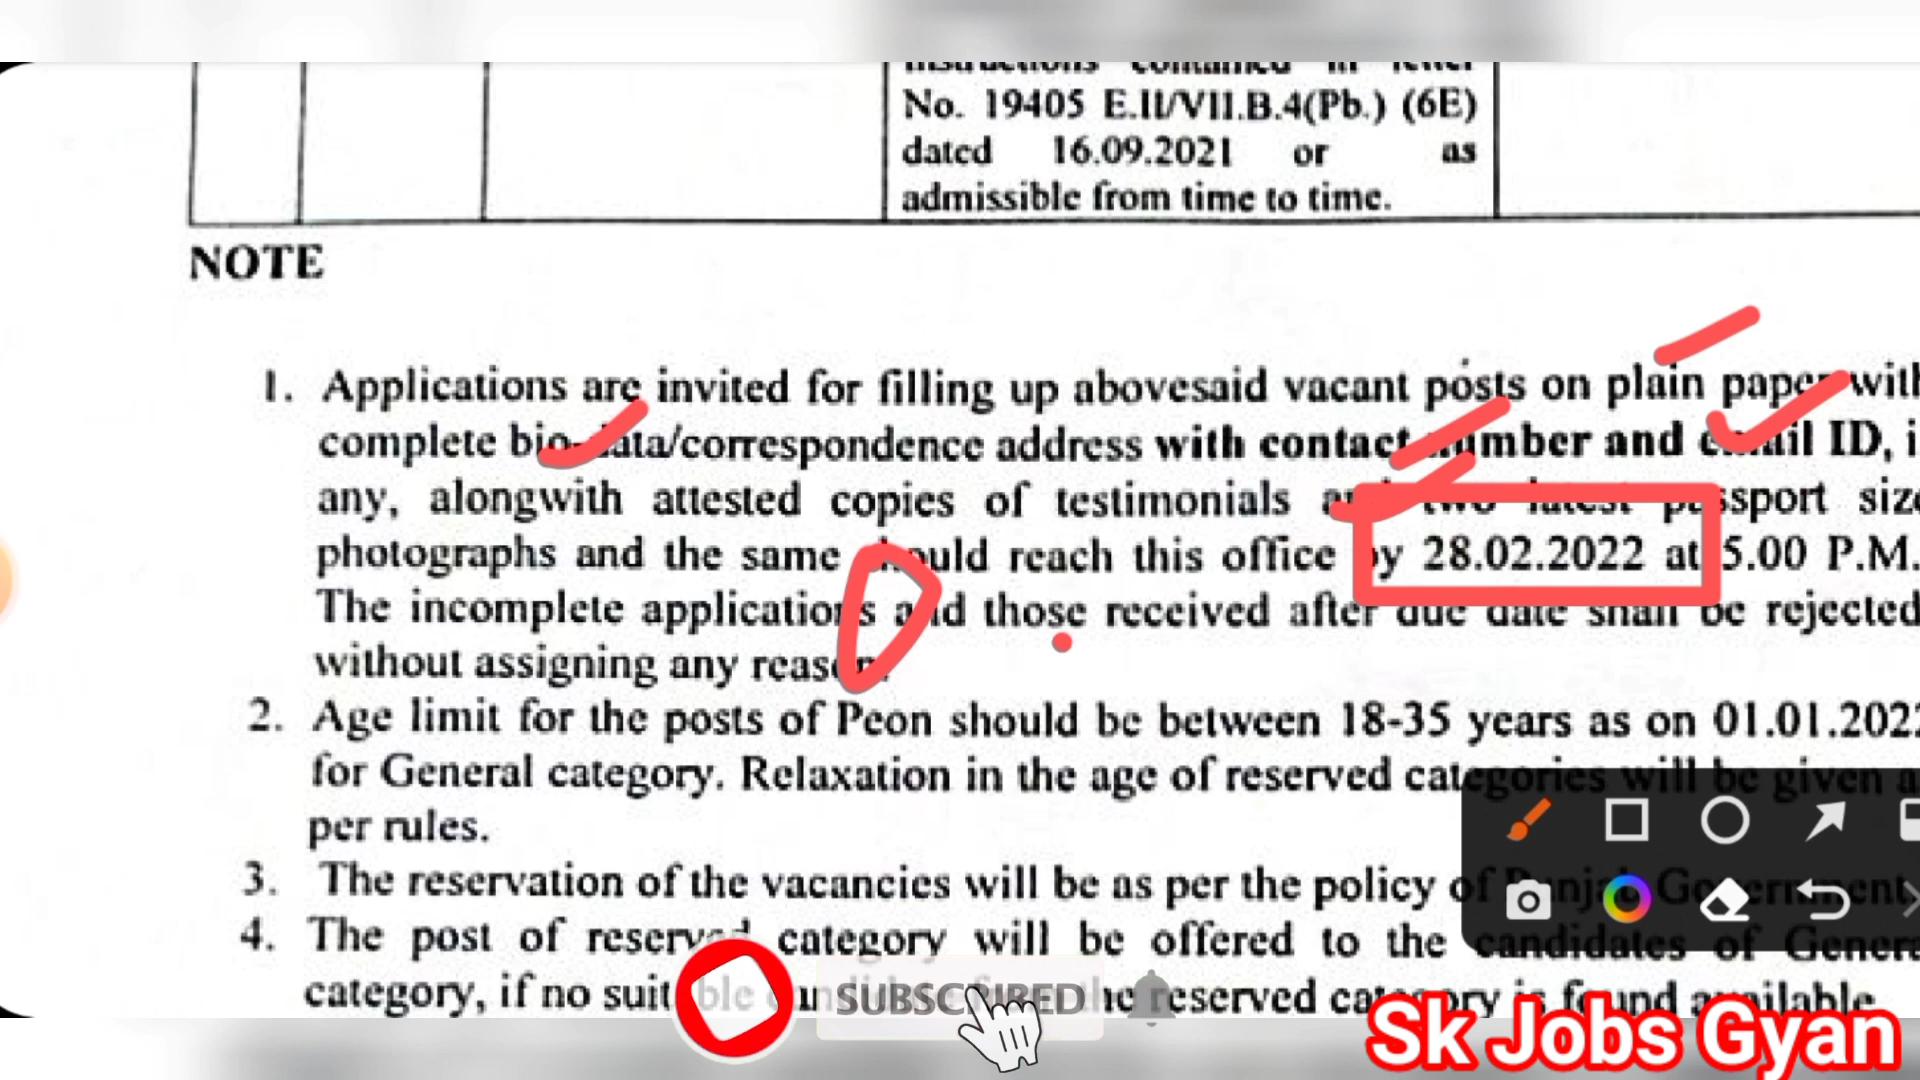 No. 19405 E.II/VII.B.4(Pb.) (6E)
dated 16.09.2021 or as
admissible from time to time.
NOTE
1. Applications are invited for filling up abovesaid vacant posts on plain paper with
complete bio-data/correspondence address with contact number and email ID, i
any, alongwith attested copies of testimonials and two latest passport size
photographs and the same should reach this office by 28.02.2022 at 5.00 P.M.
The incomplete applications and those received after due date shall be rejected
without assigning any reason.
2. Age limit for the posts of Peon should be between 18-35 years as on 01.01.2022
for General category. Relaxation in the age of reserved categories will be given a
per rules.
3. The reservation of the vacancies will be as per the policy of Punjab Government.
4. The post of reserved category will be offered to the candidates of Genera
category, if no suitable the reserved category is found available.
SUBSCRIBED
Sk Jobs Gyan